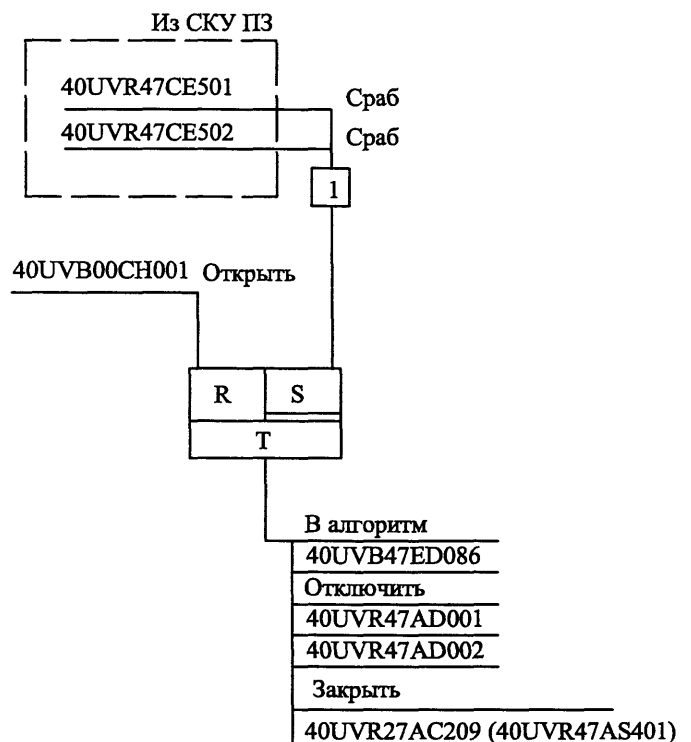 Из СКУ ПЗ
40UVR47CE501 Сраб
40UVR47CE502 Сраб
1
40UVB00CH001 Открыть
R S
T
В алгоритм
40UVB47ED086
Отключить
40UVR47AD001
40UVR47AD002
Закрыть
40UVR27AC209 (40UVR47AS401)